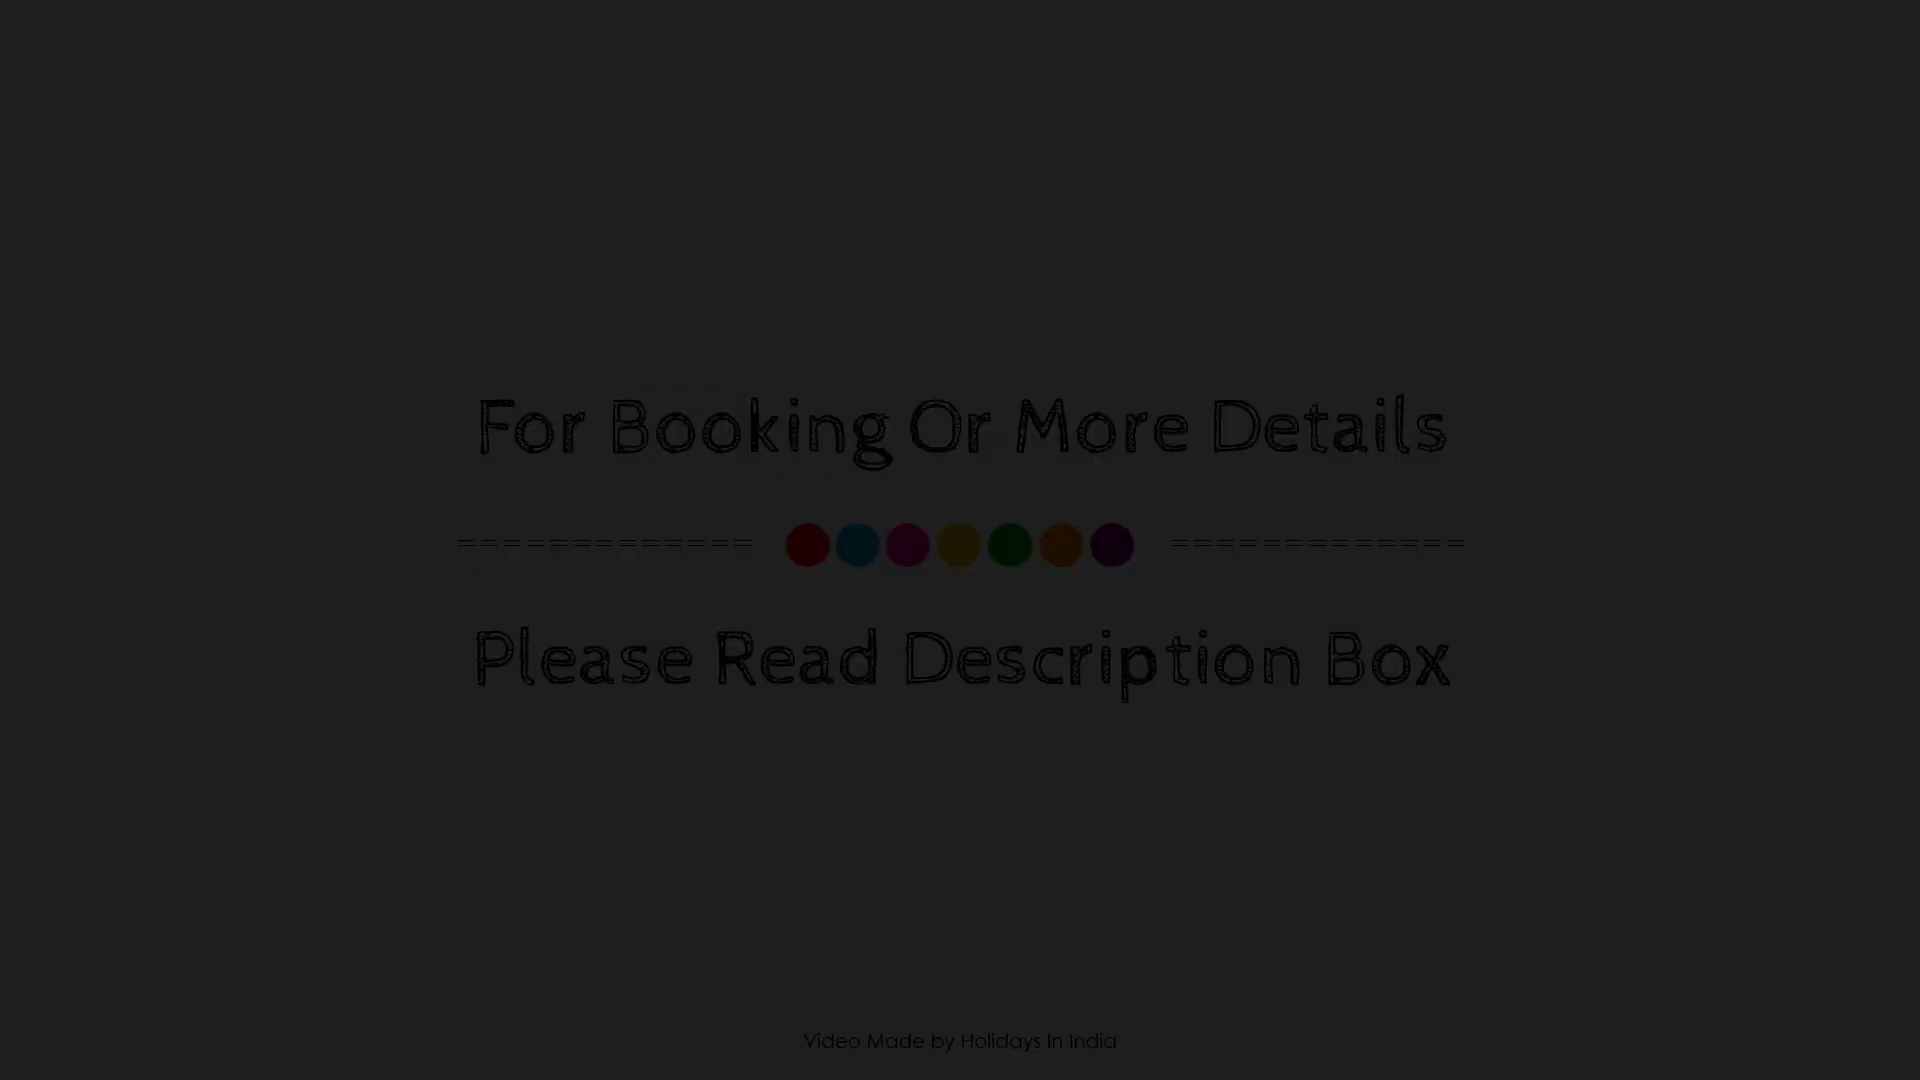 For Booking Or More Details
============= =============
Please Read Description Box
Video Made by Holidays In India